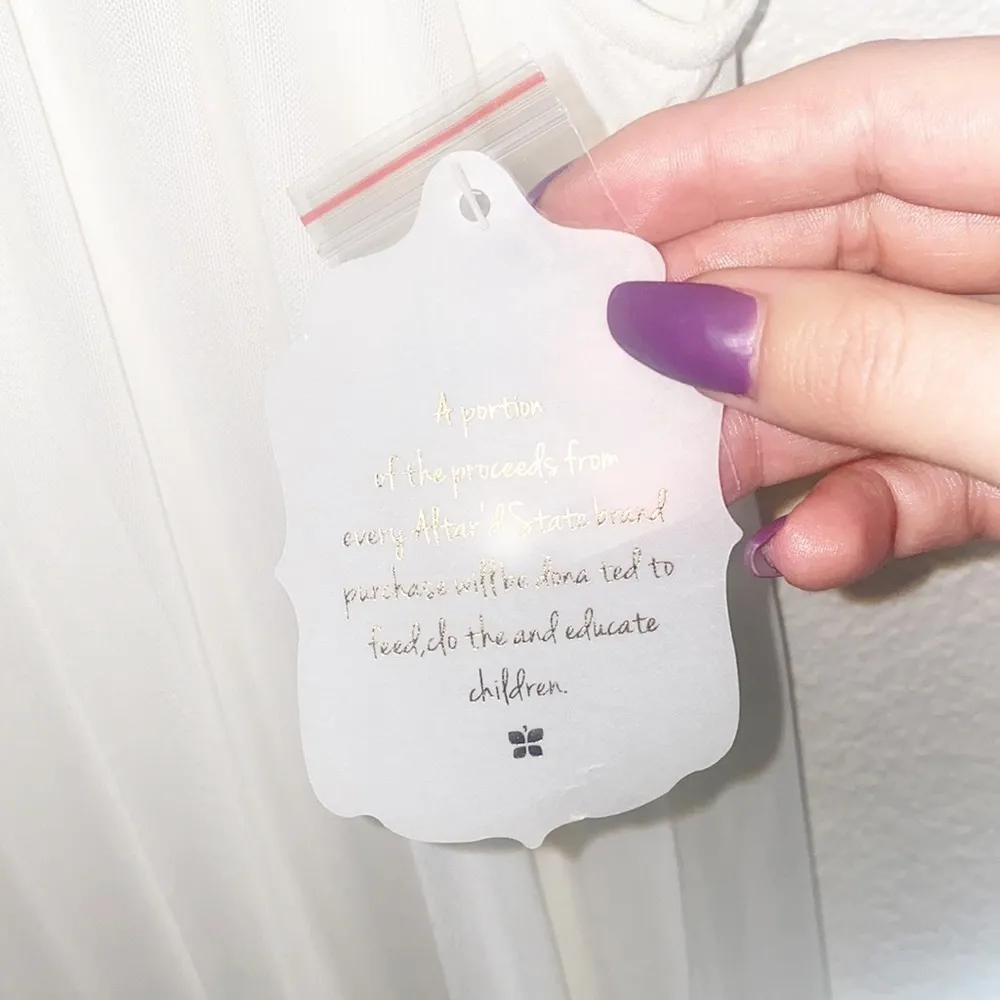 A portion
of the proceeds from
every Altar'd State brand
purchase will be dona ted to
feed,clo the and educate
children.